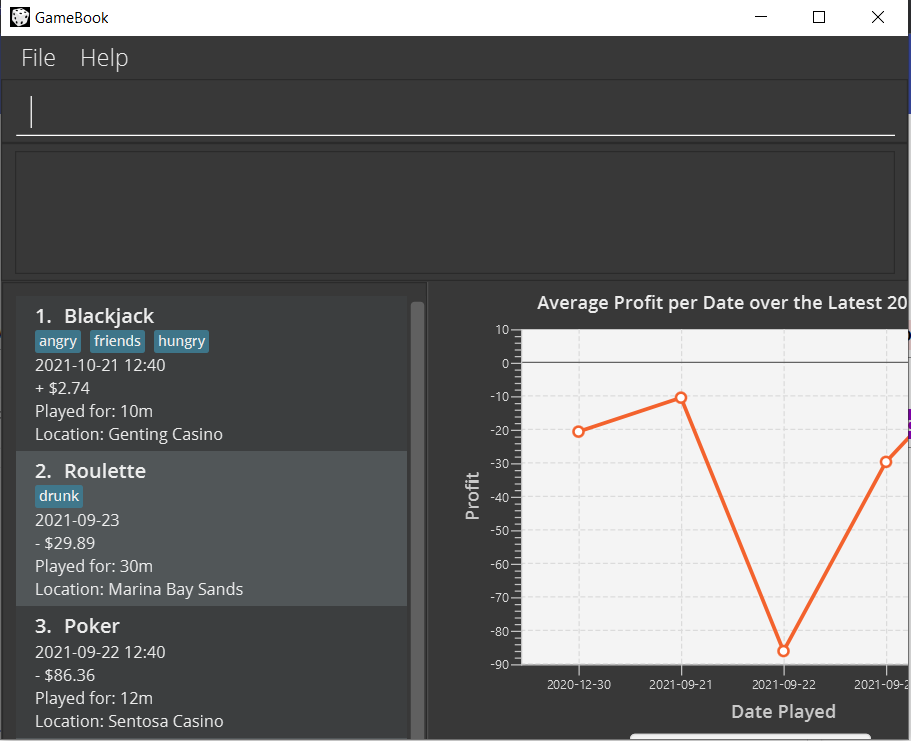 GameBook
File Help
1. Blackjack
angry friends hungry
2021-10-21 12:40
+ $2.74
Played for: 10m
Location: Genting Casino
2. Roulette
drunk
2021-09-23
- $29.89
Played for: 30m
Location: Marina Bay Sands
3. Poker
2021-09-22 12:40
- $86.36
Played for: 12m
Location: Sentosa Casino
Average Profit per Date over the Latest 20
Profit
10
0
-10
-20
-30
-40
-50
-60
-70
-80
-90
2020-12-30 2021-09-21 2021-09-22 2021-09-2
Date Played